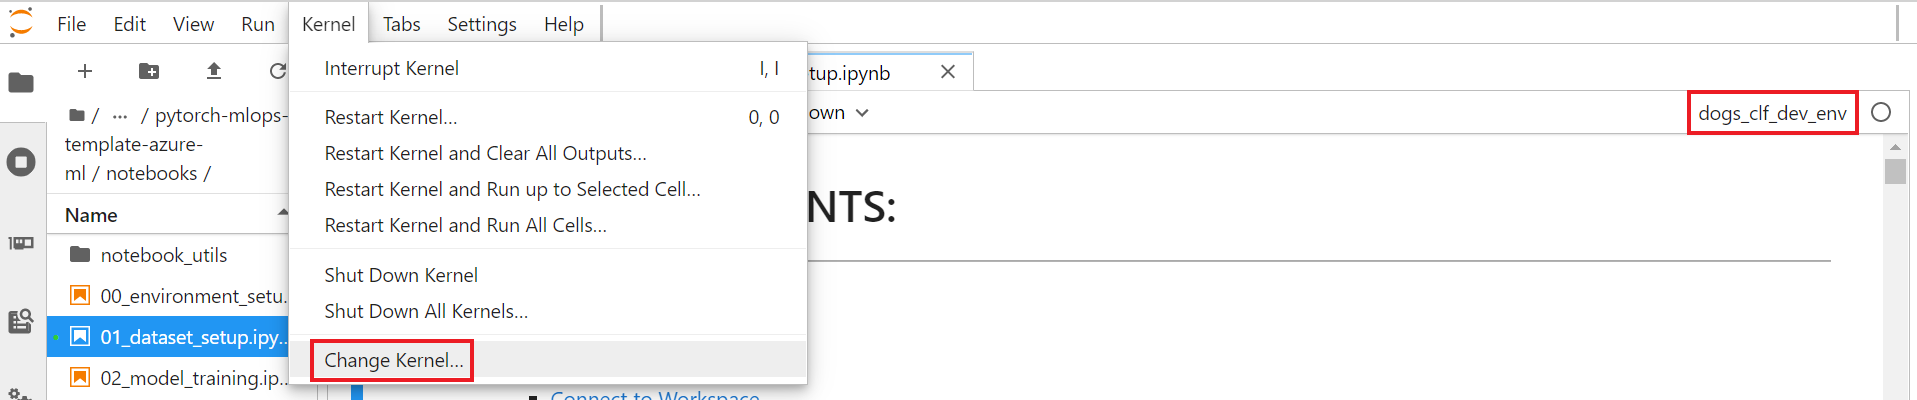 File Edit View Run Kernel Tabs Settings Help
/ ... / pytorch-mlops-
template-azure-
ml / notebooks /
Name
notebook_utils
00_environment_setu.
01_dataset_setup.ipy...
02_model_training.ip...
Interrupt Kernel I, I
Restart Kernel... 0, 0
Restart Kernel and Clear All Outputs...
Restart Kernel and Run up to Selected Cell...
Restart Kernel and Run All Cells...
Shut Down Kernel
Shut Down All Kernels...
Change Kernel...
tup.ipynb
own
dogs_clf_dev_env
NTS:
Connect to Workspace